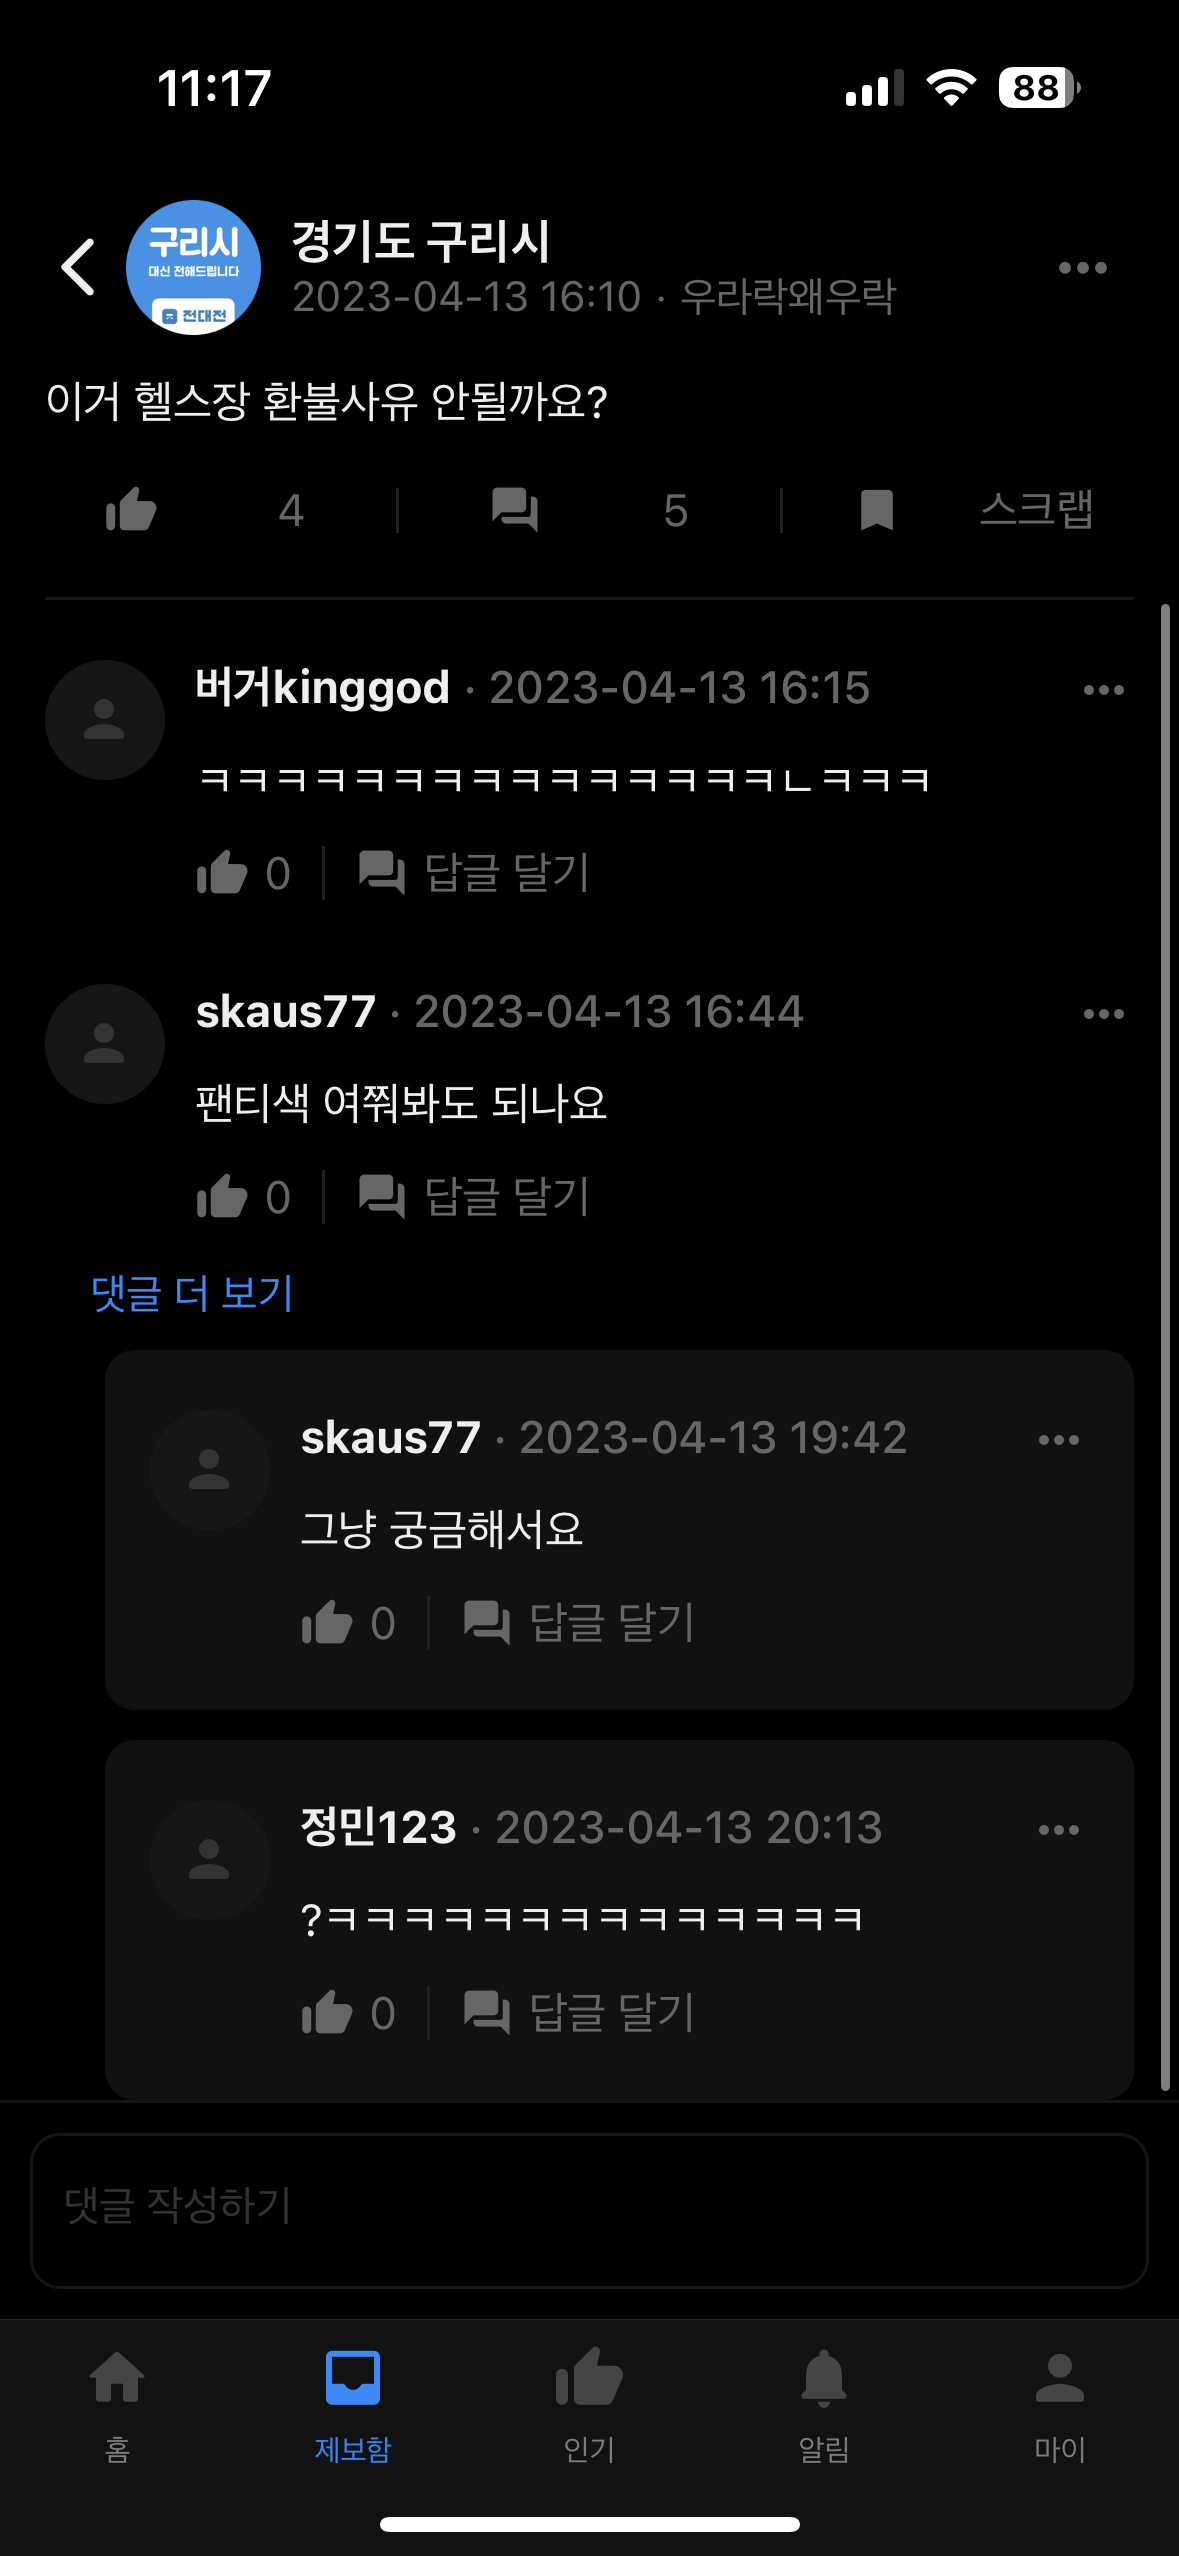 11:17
88
구리시
대신 전해드립니다
전대전
경기도 구리시
2023-04-13 16:10 · 우라락왜우락
이거 헬스장 환불사유 안될까요?
4
5
스크랩
버거kinggod · 2023-04-13 16:15
ㅋㅋㅋㅋㅋㅋㅋㅋㅋㅋㅋㅋㅋㅋㅋㄴㅋㅋㅋ
0
답글 달기
skaus77 · 2023-04-13 16:44
팬티색 여쭤봐도 되나요
0
답글 달기
댓글 더 보기
skaus77 · 2023-04-13 19:42
그냥 궁금해서요
0
답글 달기
정민123 · 2023-04-13 20:13
?ㅋㅋㅋㅋㅋㅋㅋㅋㅋㅋㅋㅋㅋㅋ
0
답글 달기
댓글 작성하기
홈
제보함
인기
알림
마이